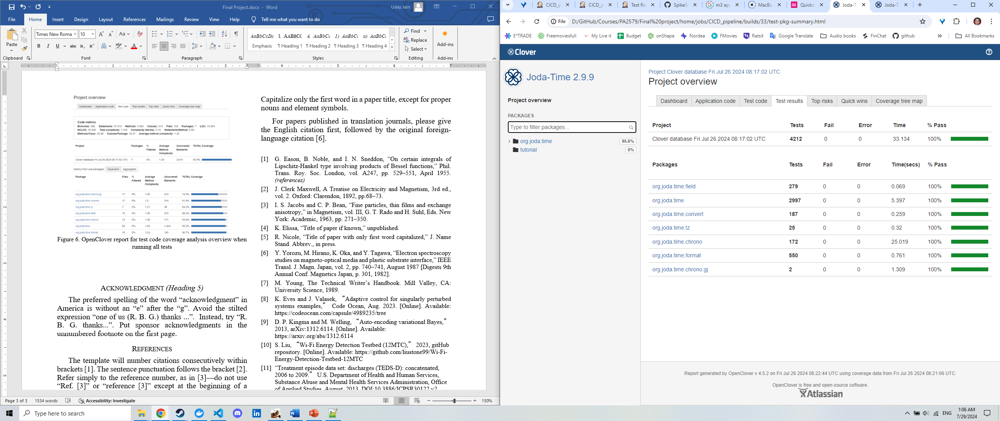 Final Project.docx - Word
Uday Jain
File Home Insert Design Layout References Mailings Review View Help Tell me what you want to do
Paste
Times New Roma 10
Find
Replace
Select
Add-ins
AaBbCcDc I. AABBCC A. AaBbCc 1) AaBbCc a) AaBbCc
Emphasis ¶ Heading 1 ¶ Heading 2 ¶ Heading 3 ¶ Heading 4
Clipboard Font Paragraph Styles Editing Add-ins
Project overview
Dashboard Application code Test code Test results Top risks Quick wins Coverage tree map
Code metrics
Branches: 368 Statements: 37,215 Methods: 5,560 Classes: 214 Files: 159 Packages: 7 LOC: 72,954
NCLOC: 55,405 Total complexity: 7,163 Complexity density: 0.19 Statements/Method: 6.69
Methods/Class: 25.98 Classes/Package: 30.57 Average method complexity: 1.29
Project Packages % Filtered Average Method Complexity Uncovered Elements TOTAL Coverage
Clover database Fri Jul 26 2024 08:17:02 UTC 7 0% 1.29 2,614 93.9%
Metrics from sub-packages Separated Aggregated
Package Files % Filtered Average Method Complexity Uncovered Elements TOTAL Coverage
org.joda.time.chrono.gj 17 0% 1.49 210 74.5%
org.joda.time.convert 17 0% 1.2 314 81.9%
org.joda.time.tz 7 0% 1.21 58 84.3%
org.joda.time.field 10 0% 1.38 272 88.4%
org.joda.time.chrono 12 0% 1.38 171 94.6%
org.joda.time 80 0% 1.28 1,404 95.2%
org.joda.time.format 16 0% 1.24 185 96.7%
Figure 6. OpenClover report for test code coverage analysis overview when
running all tests
ACKNOWLEDGMENT (Heading 5)
The preferred spelling of the word “acknowledgment” in
America is without an “e” after the “g”. Avoid the stilted
expression “one of us (R. B. G.) thanks ...”. Instead, try “R.
B. G. thanks...”. Put sponsor acknowledgments in the
unnumbered footnote on the first page.
REFERENCES
The template will number citations consecutively within
brackets [1]. The sentence punctuation follows the bracket [2].
Refer simply to the reference number, as in [3]—do not use
“Ref. [3]” or “reference [3]” except at the beginning of a
Capitalize only the first word in a paper title, except for proper
nouns and element symbols.
For papers published in translation journals, please give
the English citation first, followed by the original foreign-
language citation [6].
[1] G. Eason, B. Noble, and I. N. Sneddon, “On certain integrals of
Lipschitz-Hankel type involving products of Bessel functions,” Phil.
Trans. Roy. Soc. London, vol. A247, pp. 529–551, April 1955.
(references)
[2] J. Clerk Maxwell, A Treatise on Electricity and Magnetism, 3rd ed.,
vol. 2. Oxford: Clarendon, 1892, pp.68–73.
[3] I. S. Jacobs and C. P. Bean, “Fine particles, thin films and exchange
anisotropy,” in Magnetism, vol. III, G. T. Rado and H. Suhl, Eds. New
York: Academic, 1963, pp. 271–350.
[4] K. Elissa, “Title of paper if known,” unpublished.
[5] R. Nicole, “Title of paper with only first word capitalized,” J. Name
Stand. Abbrev., in press.
[6] Y. Yorozu, M. Hirano, K. Oka, and Y. Tagawa, “Electron spectroscopy
studies on magneto-optical media and plastic substrate interface,” IEEE
Transl. J. Magn. Japan, vol. 2, pp. 740–741, August 1987 [Digests 9th
Annual Conf. Magnetics Japan, p. 301, 1982].
[7] M. Young, The Technical Writer’s Handbook. Mill Valley, CA:
University Science, 1989.
[8] K. Eves and J. Valasek, “Adaptive control for singularly perturbed
systems examples,” Code Ocean, Aug. 2023. [Online]. Available:
https://codeocean.com/capsule/4989235/tree
[9] D. P. Kingma and M. Welling, “Auto-encoding variational Bayes,”
2013, arXiv:1312.6114. [Online]. Available:
https://arxiv.org/abs/1312.6114
[10] S. Liu, “Wi-Fi Energy Detection Testbed (12MTC),” 2023, gitHub
repository. [Online]. Available: https://github.com/liustone99/Wi-Fi-
Energy-Detection-Testbed-12MTC
[11] “Treatment episode data set: discharges (TEDS-D): concatenated,
2006 to 2009.” U.S. Department of Health and Human Services,
Substance Abuse and Mental Health Services Administration, Office
of Applied Studies, August, 2013, DOI:10.3886/ICPSR30122.v2
Page 3 of 3 1534 words Accessibility: Investigate 150%
CICD_p CICD_p Test Re SpikeS m3 app MacBo Quicks Joda-T Joda-T
File D:/GitHub/Courses/PA2579/Final%20project/home/jobs/CICD_pipeline/builds/33/test-pkg-summary.html
E*TRADE Freemoviesfull My Live it Budget onShape Nordea FMovies Ratsit Google Translate Audio books FinChat github » All Bookmarks
Clover
Joda-Time 2.9.9
Project overview
PACKAGES
Type to filter packages...
org.joda.time 95.6%
tutorial 0%
Project Clover database Fri Jul 26 2024 08:17:02 UTC
Project overview
Dashboard Application code Test code Test results Top risks Quick wins Coverage tree map
Project Tests Fail Error Time % Pass
Clover database Fri Jul 26 2024 08:17:02 UTC 4212 0 0 33.134 100%
Packages Tests Fail Error Time(secs) % Pass
org.joda.time.field 279 0 0 0.069 100%
org.joda.time 2997 0 0 5.397 100%
org.joda.time.convert 187 0 0 0.259 100%
org.joda.time.tz 25 0 0 0.32 100%
org.joda.time.chrono 172 0 0 25.019 100%
org.joda.time.format 550 0 0 0.761 100%
org.joda.time.chrono.gj 2 0 0 1.309 100%
Report generated by OpenClover v 4.5.2 on Fri Jul 26 2024 08:22:44 UTC using coverage data from Fri Jul 26 2024 08:21:06 UTC.
OpenClover is free and open-source software.
Atlassian
Type here to search
ENG
1:06 AM
7/29/2024